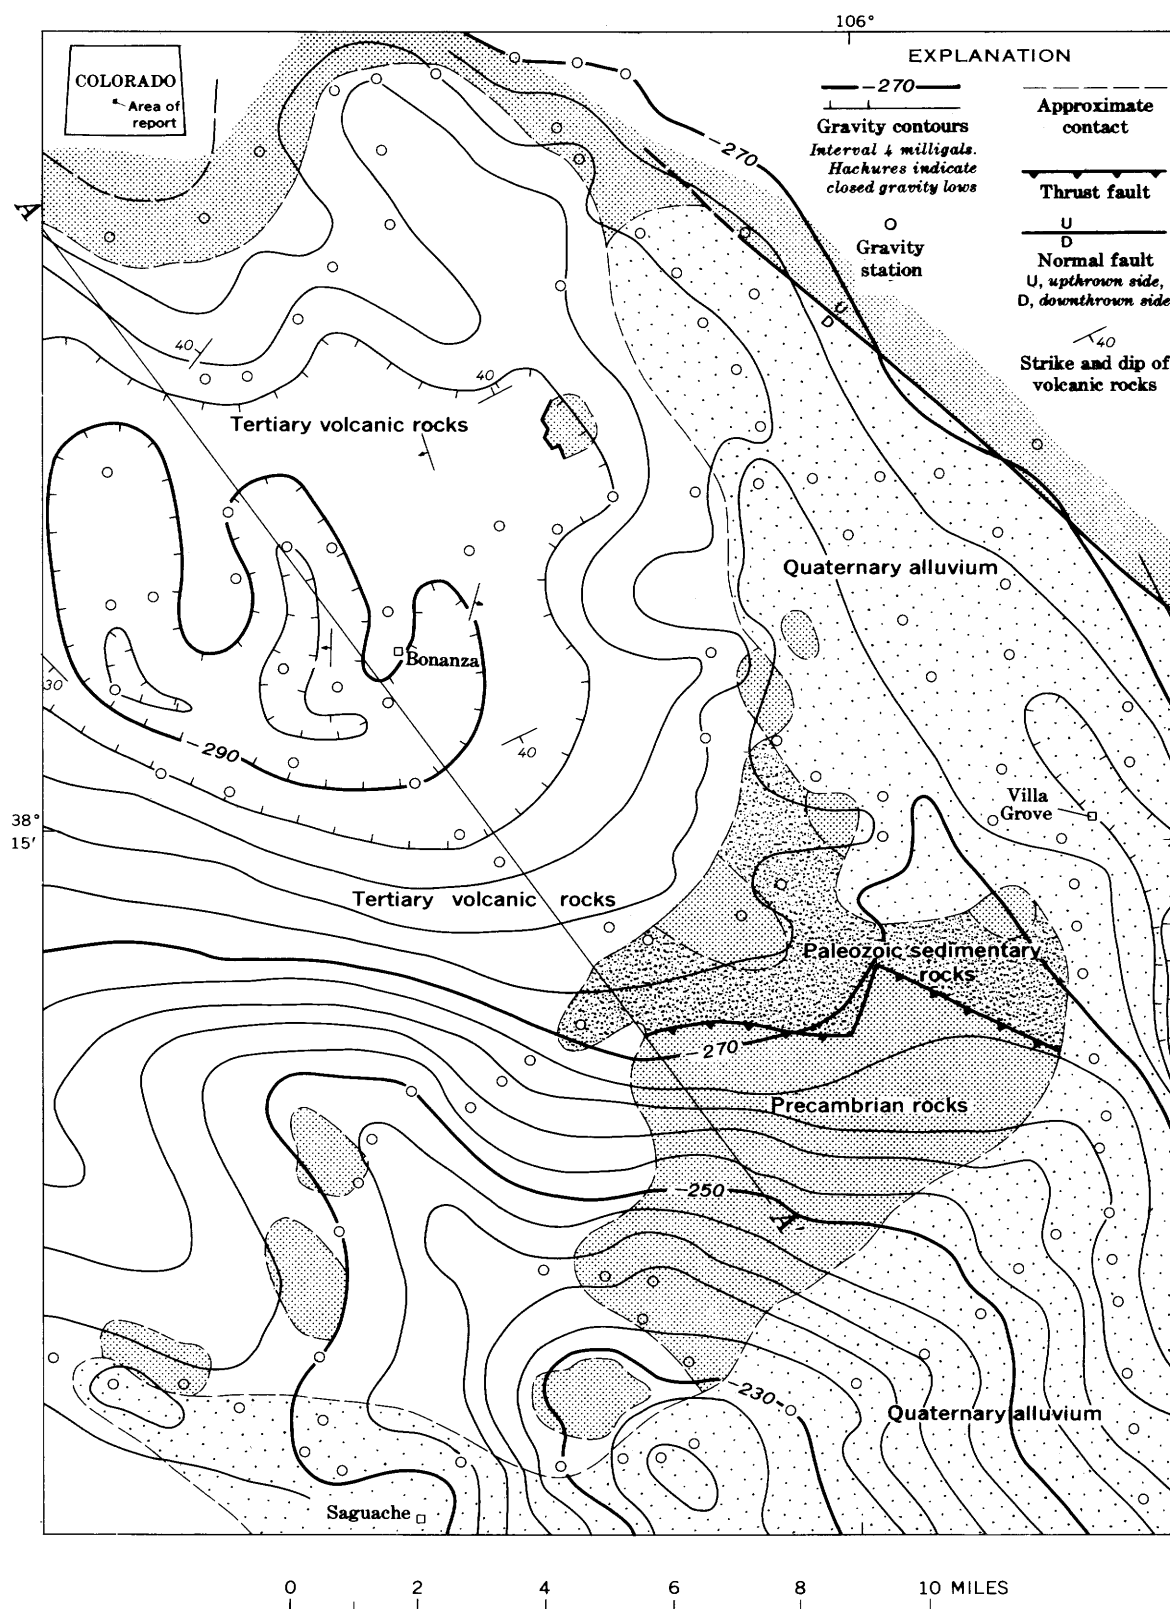 106°
COLORADO
Area of
report
EXPLANATION
-270
Gravity contours
Interval 4 milligals.
Hachures indicate
closed gravity lows
Gravity
station
Approximate
contact
Thrust fault
U
D
Normal fault
U, upthrown side,
D, downthrown side
40
Strike and dip of
volcanic rocks
-270
A
U
D
40
40
Tertiary volcanic rocks
Quaternary alluvium
Bonanza
30
-290
40
Villa
Grove
38°
15′
Tertiary volcanic rocks
Paleozoic sedimentary
rocks
-270
Precambrian rocks
-250
A′
-230
Quaternary alluvium
Saguache
0 2 4 6 8 10 MILES